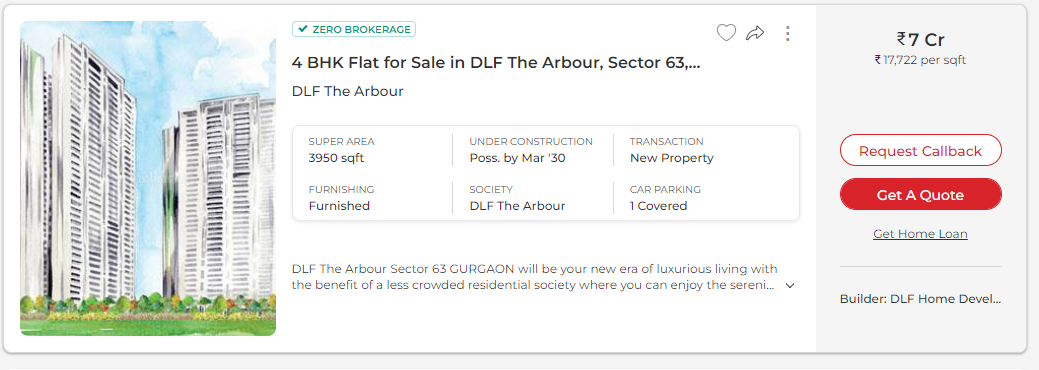 ZERO BROKERAGE
4 BHK Flat for Sale in DLF The Arbour, Sector 63,...
DLF The Arbour
SUPER AREA
3950 sqft
UNDER CONSTRUCTION
Poss. by Mar '30
TRANSACTION
New Property
FURNISHING
Furnished
SOCIETY
DLF The Arbour
CAR PARKING
1 Covered
DLF The Arbour Sector 63 GURGAON will be your new era of luxurious living with
the benefit of a less crowded residential society where you can enjoy the sereni...
₹7 Cr
₹ 17,722 per sqft
Request Callback
Get A Quote
Get Home Loan
Builder: DLF Home Devel...